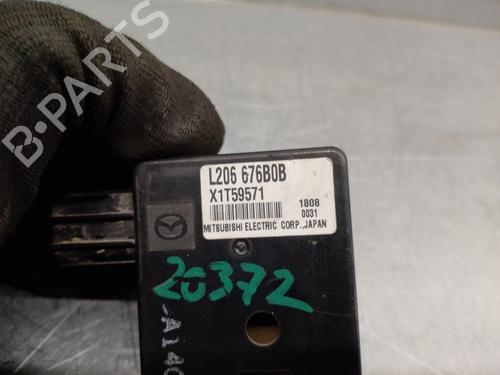 B-PARTS
L206 676B0B
X1T59571
1808
0031
MITSUBISHI ELECTRIC CORP.,JAPAN
20372